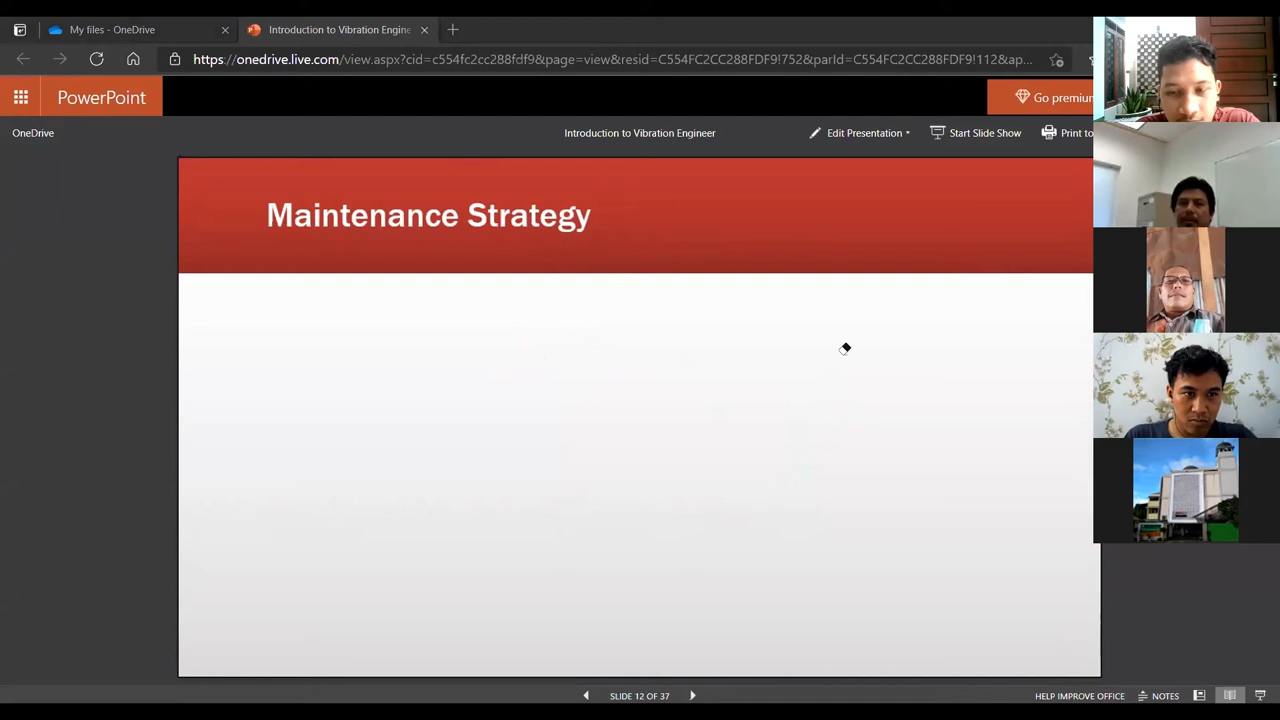 My files - OneDrive
Introduction to Vibration Engine
https://onedrive.live.com/view.aspx?cid=c554fc2cc288fdf9&page=view&resid=C554FC2CC288FDF9!752&parId=C554FC2CC288FDF9!112&ap...
PowerPoint
Go premium
OneDrive
Introduction to Vibration Engineer
Edit Presentation
Start Slide Show
Print to
Maintenance Strategy
SLIDE 12 OF 37
HELP IMPROVE OFFICE
NOTES